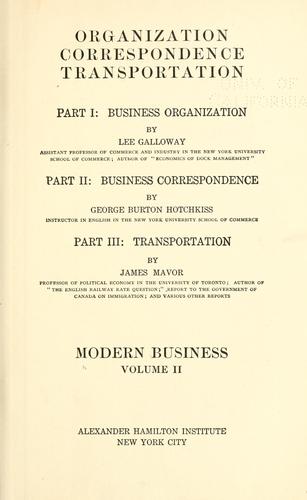 ORGANIZATION
CORRESPONDENCE
TRANSPORTATION
PART I: BUSINESS ORGANIZATION
BY
LEE GALLOWAY
ASSISTANT PROFESSOR OF COMMERCE AND INDUSTRY IN THE NEW YORK UNIVERSITY
SCHOOL OF COMMERCE; AUTHOR OF "ECONOMICS OF DOCK MANAGEMENT"
PART II: BUSINESS CORRESPONDENCE
BY
GEORGE BURTON HOTCHKISS
INSTRUCTOR IN ENGLISH IN THE NEW YORK UNIVERSITY SCHOOL OF COMMERCE
PART III: TRANSPORTATION
BY
JAMES MAVOR
PROFESSOR OF POLITICAL ECONOMY IN THE UNIVERSITY OF TORONTO; AUTHOR OF
"THE ENGLISH RAILWAY RATE QUESTION;" REPORT TO THE GOVERNMENT OF
CANADA ON IMMIGRATION; AND VARIOUS OTHER REPORTS
MODERN BUSINESS
VOLUME II
ALEXANDER HAMILTON INSTITUTE
NEW YORK CITY